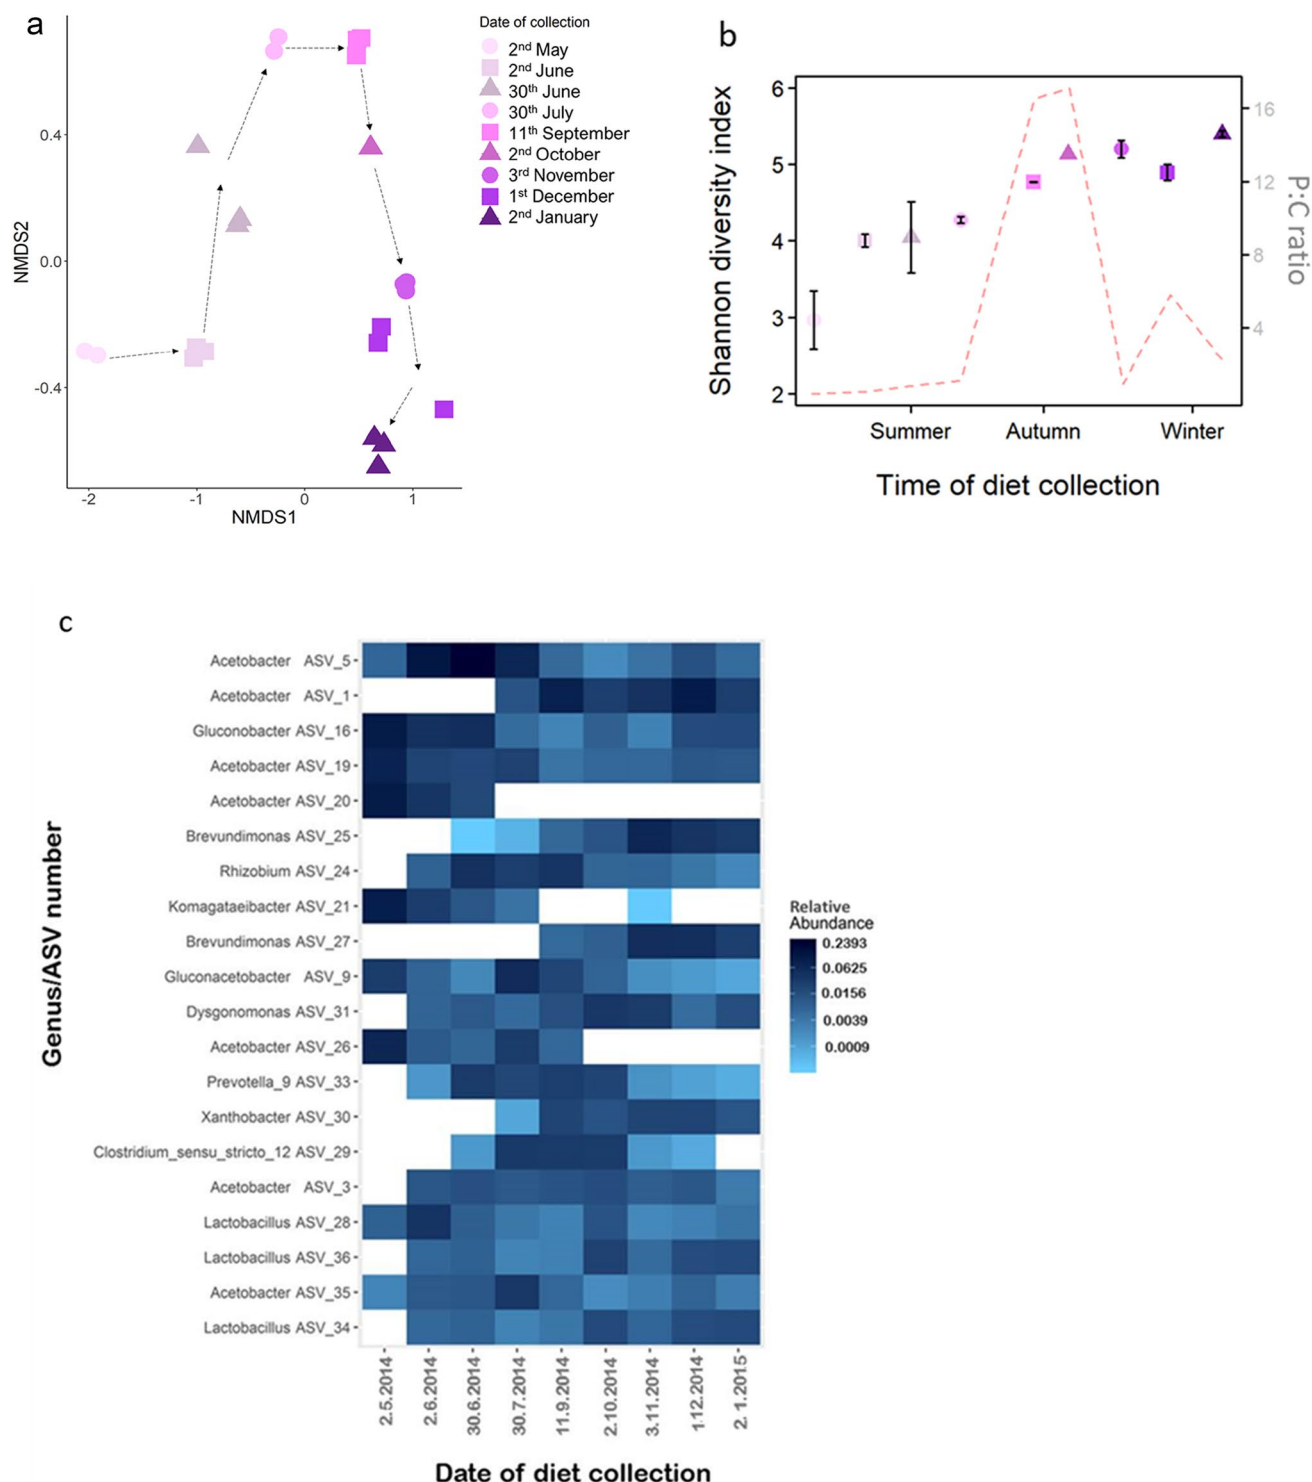 a
Date of collection
2nd May
2nd June
30th June
30th July
11th September
2nd October
3rd November
1st December
2nd January
0.4
0.0
-0.4
NMDS2
-2 -1 0 1
NMDS1
b
Shannon diversity index
6
5
4
3
2
16
12
8
4
P:C ratio
Summer Autumn Winter
Time of diet collection
c
Genus/ASV number
Acetobacter ASV_5
Acetobacter ASV_1
Gluconobacter ASV_16
Acetobacter ASV_19
Acetobacter ASV_20
Brevundimonas ASV_25
Rhizobium ASV_24
Komagataeibacter ASV_21
Brevundimonas ASV_27
Gluconacetobacter ASV_9
Dysgonomonas ASV_31
Acetobacter ASV_26
Prevotella_9 ASV_33
Xanthobacter ASV_30
Clostridium_sensu_stricto_12 ASV_29
Acetobacter ASV_3
Lactobacillus ASV_28
Lactobacillus ASV_36
Acetobacter ASV_35
Lactobacillus ASV_34
Relative
Abundance
0.2393
0.0625
0.0156
0.0039
0.0009
2.5.2014
2.6.2014
30.6.2014
30.7.2014
11.9.2014
2.10.2014
3.11.2014
1.12.2014
2.1.2015
Date of diet collection